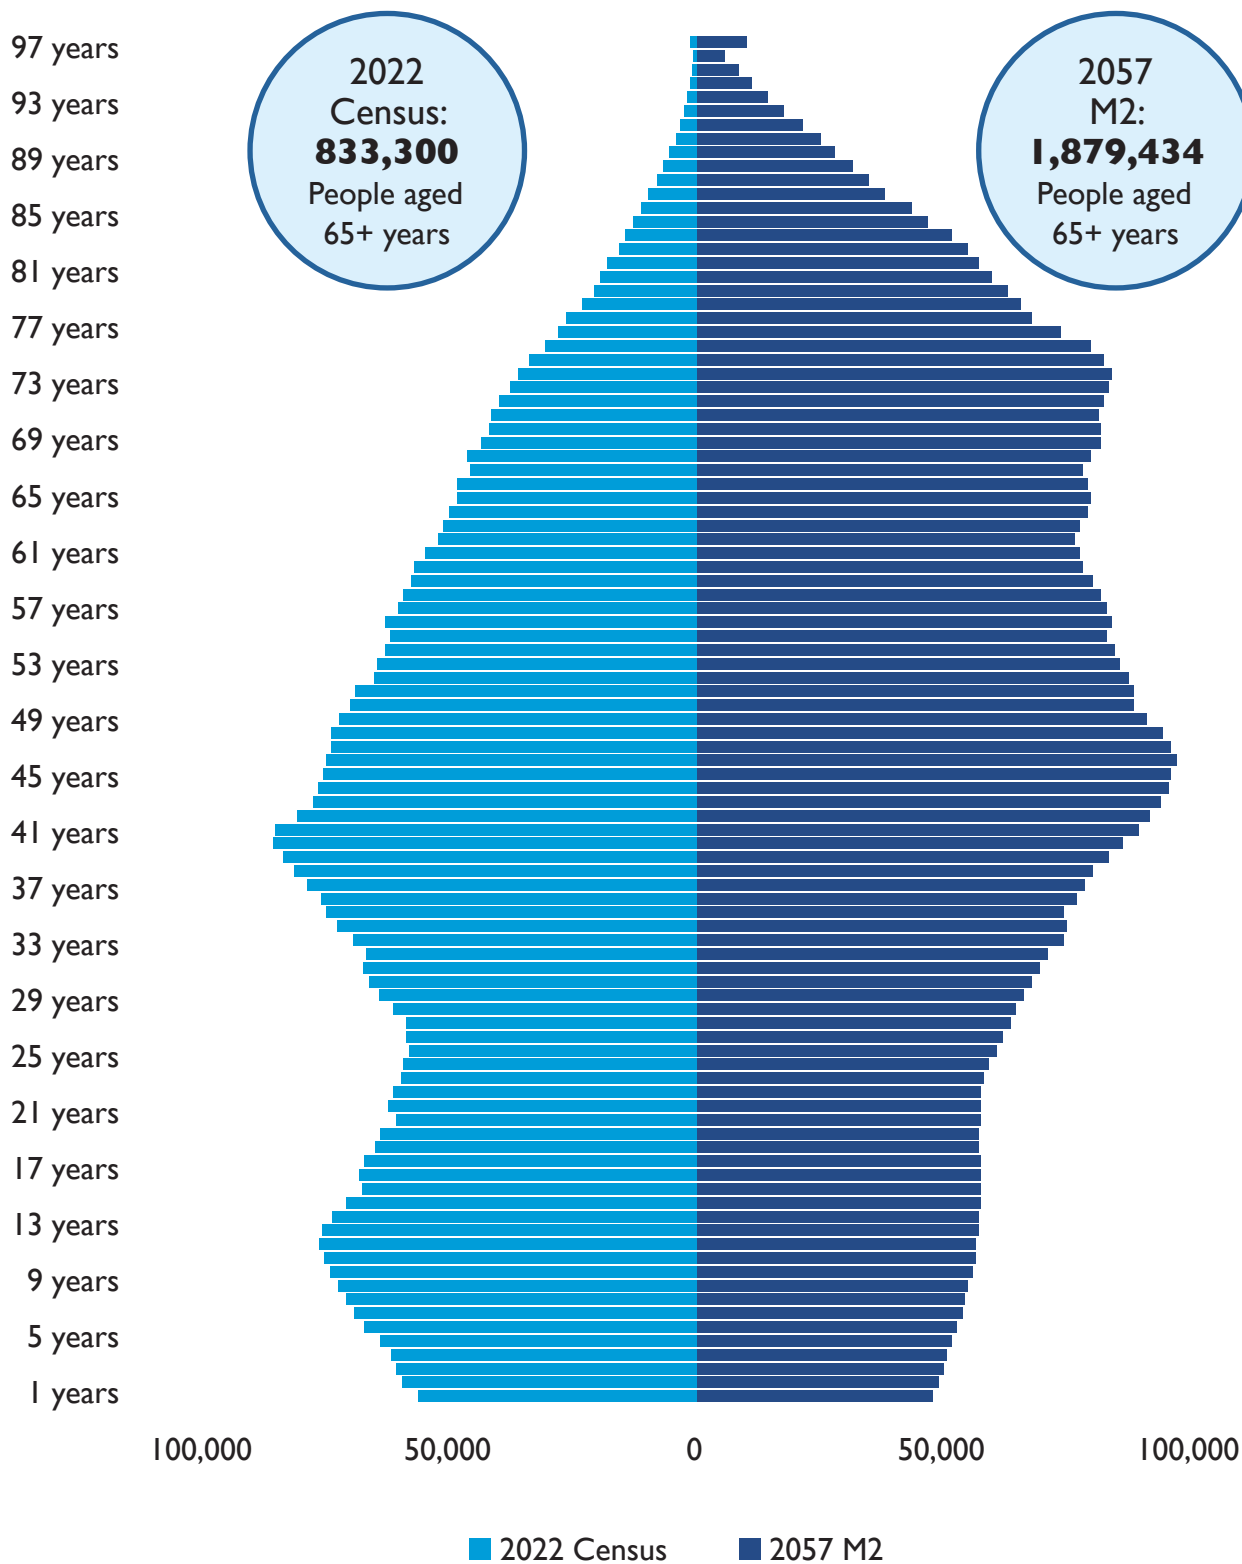 97 years
93 years
89 years
85 years
81 years
77 years
73 years
69 years
65 years
61 years
57 years
53 years
49 years
45 years
41 years
37 years
33 years
29 years
25 years
21 years
17 years
13 years
9 years
5 years
1 years
2022
Census:
833,300
People aged
65+ years
2057
M2:
1,879,434
People aged
65+ years
100,000 50,000 0 50,000 100,000
2022 Census 2057 M2